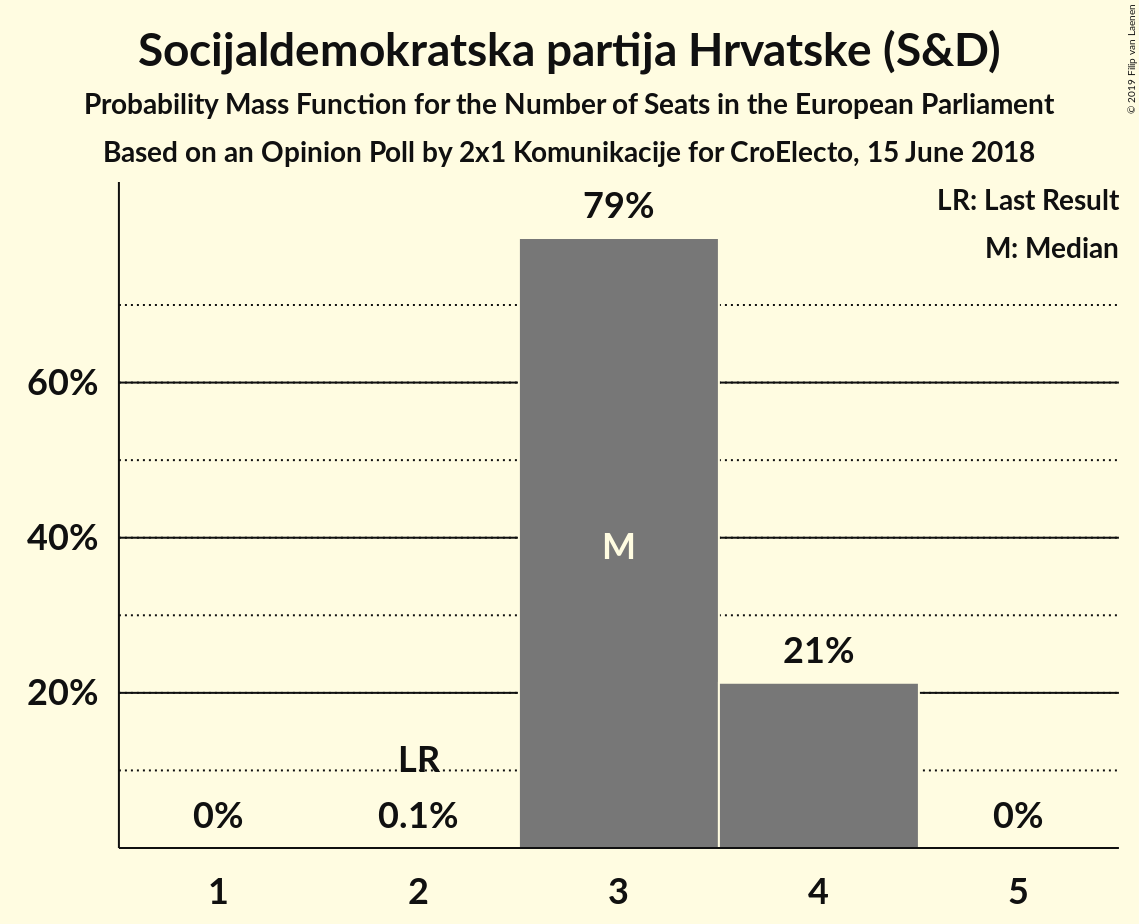 Socijaldemokratska partija Hrvatske (S&D)
Probability Mass Function for the Number of Seats in the European Parliament
Based on an Opinion Poll by 2x1 Komunikacije for CroElecto, 15 June 2018
© 2019 Filip van Laenen
LR: Last Result
M: Median
79%
60%
40%
M
21%
20%
LR
0%
0.1%
0%
1
2
3
4
5